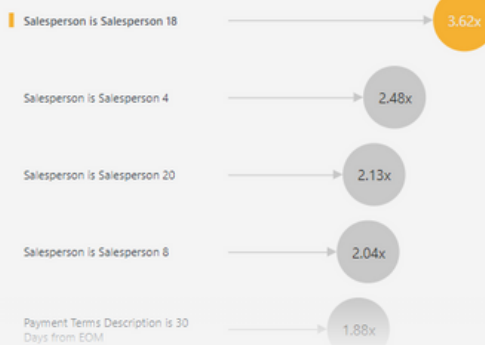 Salesperson is Salesperson 18
3.62x
Salesperson is Salesperson 4
2.48x
Salesperson is Salesperson 20
2.13x
Salesperson is Salesperson 8
2.04x
Payment Terms Description is 30
Days from EOM
1.88x